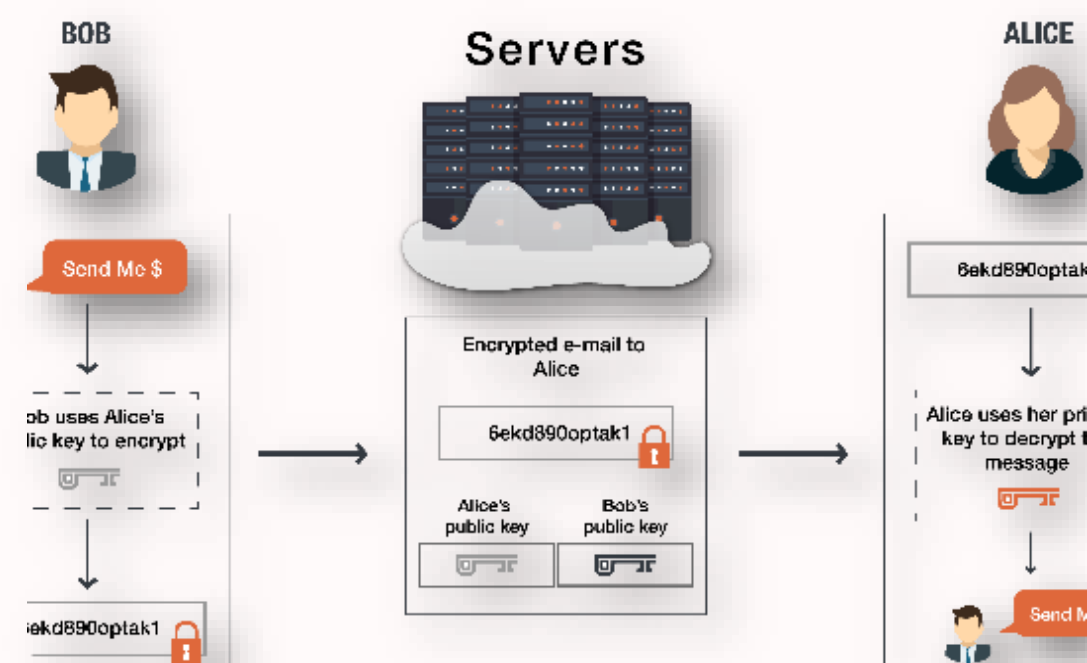 BOB
Send Me $
ob uses Alice's
lic key to encrypt
6ekd890optak1
Servers
Encrypted e-mail to
Alice
6ekd890optak1
Alice's
public key
Bob's
public key
ALICE
6ekd890optak
Alice uses her pri
key to decrypt t
message
Send M